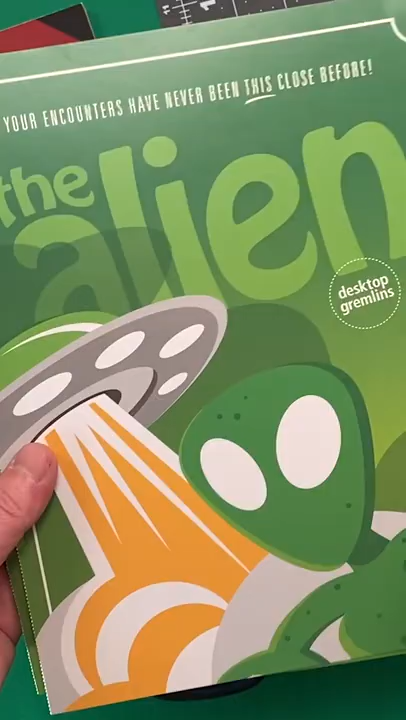 YOUR ENCOUNTERS HAVE NEVER BEEN THIS CLOSE BEFORE!
the
alien
desktop
gremlins